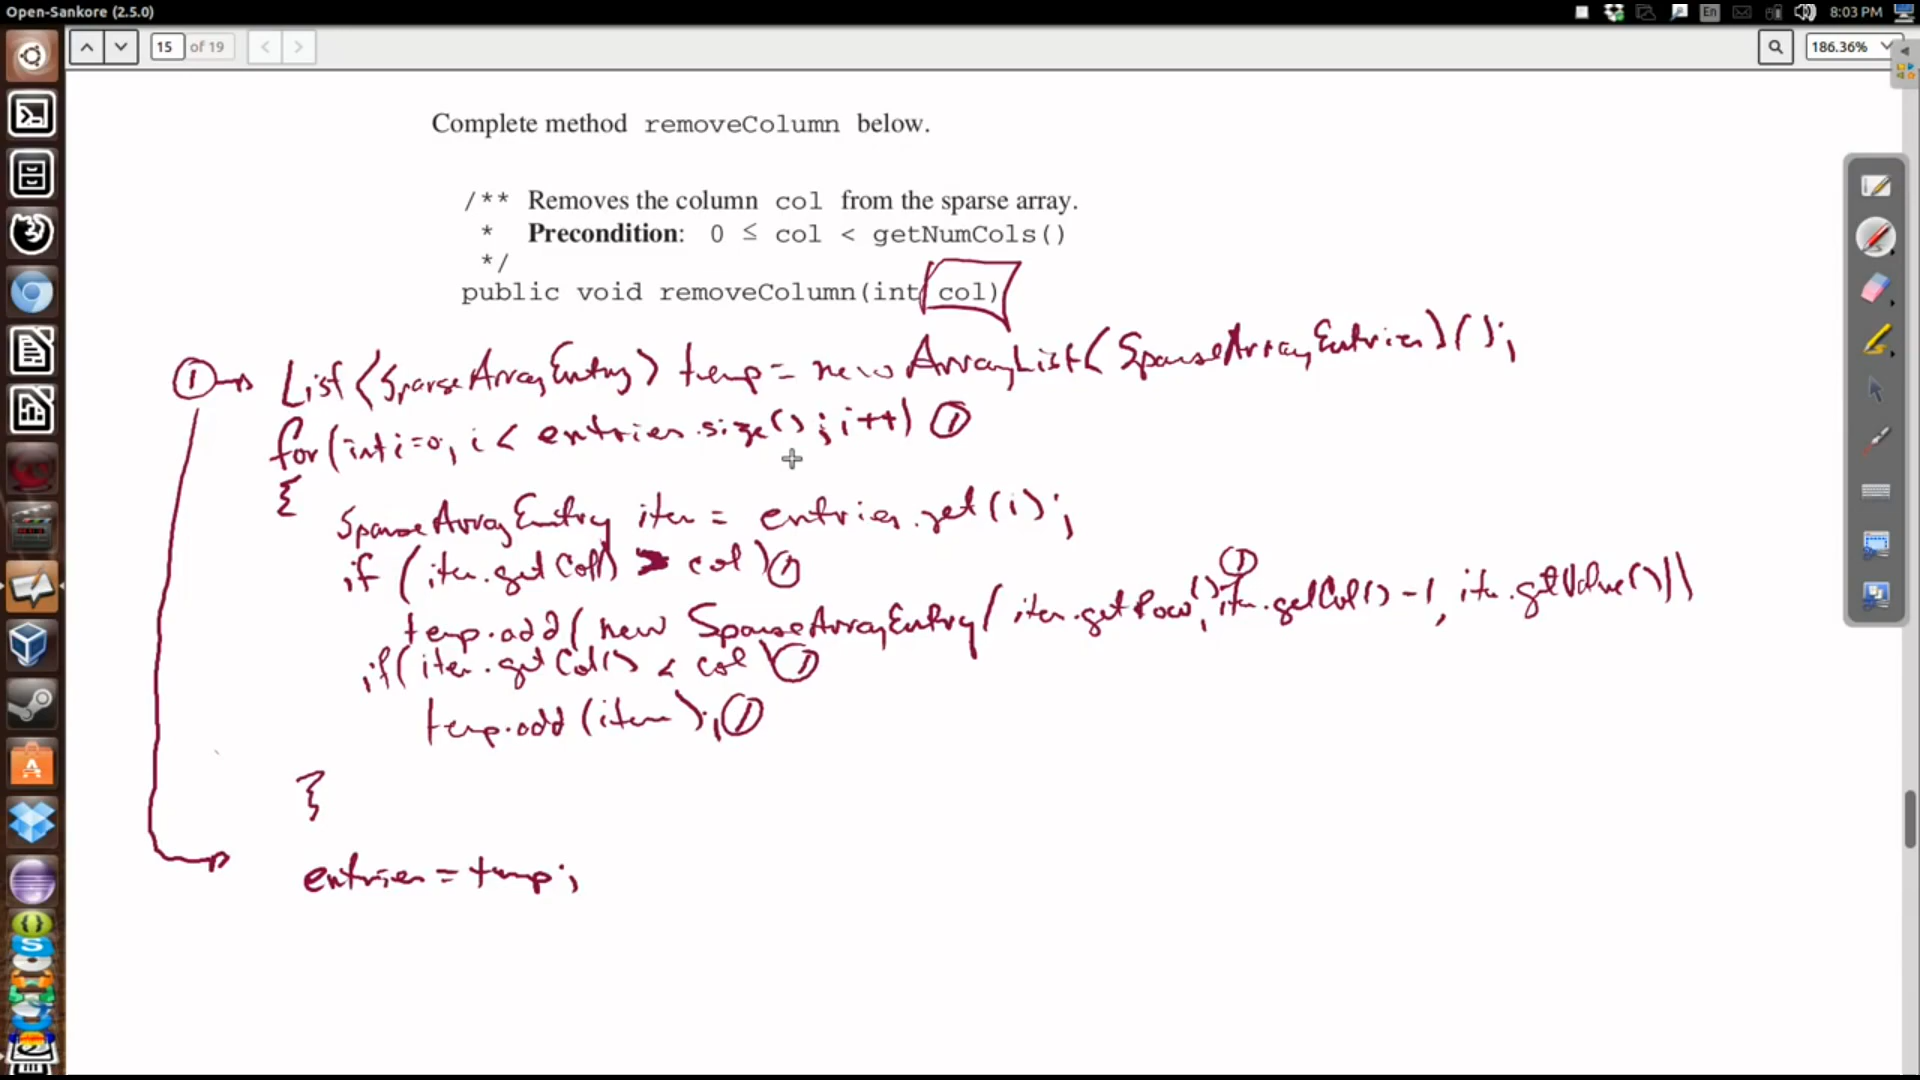 Open-Sankore (2.5.0)
En
8:03 PM
15 of 19
186.36%
Complete method removeColumn below.
/** Removes the column col from the sparse array.
* Precondition: 0 ≤ col < getNumCols()
*/
public void removeColumn(int col)
① List<SparseArrayEntry> temp = new ArrayList<SparseArrayEntries>();
for(int i=0; i < entries.size(); i++) ①
{
SparseArrayEntry item = entries.get(i);
if (item.getCol() > col) ①
①
temp.add(new SparseArrayEntry(item.getRow(), item.getCol()-1, item.getValue()))
if(item.getCol() < col) ①
temp.add(item); ①
}
entries = temp;